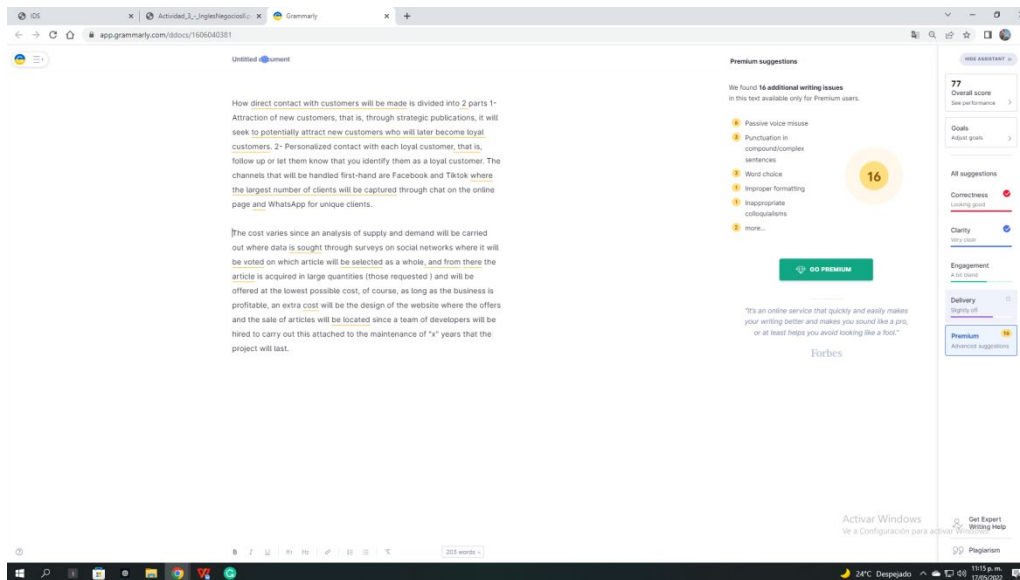 IOS
Actividad_3_-_InglesNegociosII.p
Grammarly
app.grammarly.com/ddocs/1606040381
Untitled document
How direct contact with customers will be made is divided into 2 parts 1-
Attraction of new customers, that is, through strategic publications, it will
seek to potentially attract new customers who will later become loyal
customers. 2- Personalized contact with each loyal customer, that is,
follow up or let them know that you identify them as a loyal customer. The
channels that will be handled first-hand are Facebook and Tiktok where
the largest number of clients will be captured through chat on the online
page and WhatsApp for unique clients.
The cost varies since an analysis of supply and demand will be carried
out where data is sought through surveys on social networks where it will
be voted on which article will be selected as a whole, and from there the
article is acquired in large quantities (those requested ) and will be
offered at the lowest possible cost, of course, as long as the business is
profitable, an extra cost will be the design of the website where the offers
and the sale of articles will be located since a team of developers will be
hired to carry out this attached to the maintenance of "x" years that the
project will last.
B I U H1 H2
203 words
Premium suggestions
We found 16 additional writing issues
in this text available only for Premium users.
6 Passive voice misuse
3 Punctuation in
compound/complex
sentences
3 Word choice
1 Improper formatting
1 Inappropriate
colloquialisms
2 more...
16
GO PREMIUM
"It's an online service that quickly and easily makes
your writing better and makes you sound like a pro,
or at least helps you avoid looking like a fool."
Forbes
HIDE ASSISTANT
77
Overall score
See performance
Goals
Adjust goals
All suggestions
Correctness
Looking good
Clarity
Very clear
Engagement
A bit bland
Delivery
Slightly off
Premium 16
Advanced suggestions
Activar Windows
Ve a Configuración para activar Windows.
Get Expert
Writing Help
Plagiarism
24°C Despejado
11:15 p. m.
17/05/2022